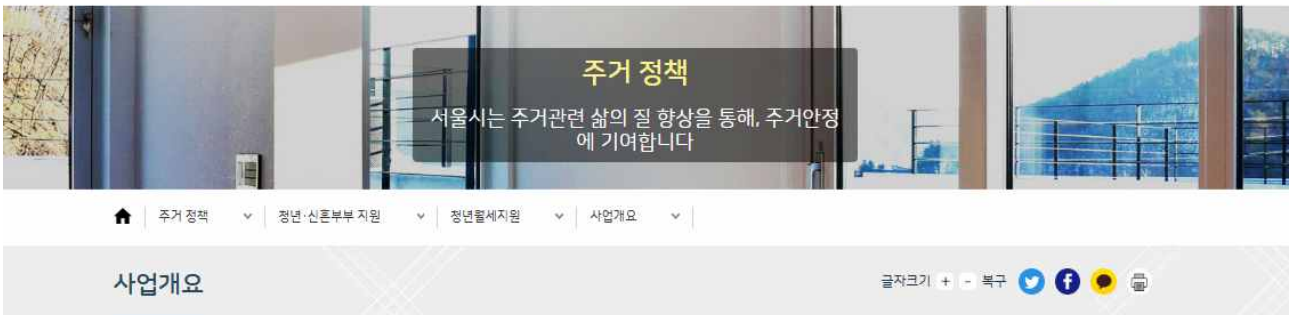 주거 정책
서울시는 주거관련 삶의 질 향상을 통해, 주거안정
에 기여합니다
주거 정책 청년·신혼부부 지원 청년월세지원 사업개요
사업개요
글자크기 + - 복구